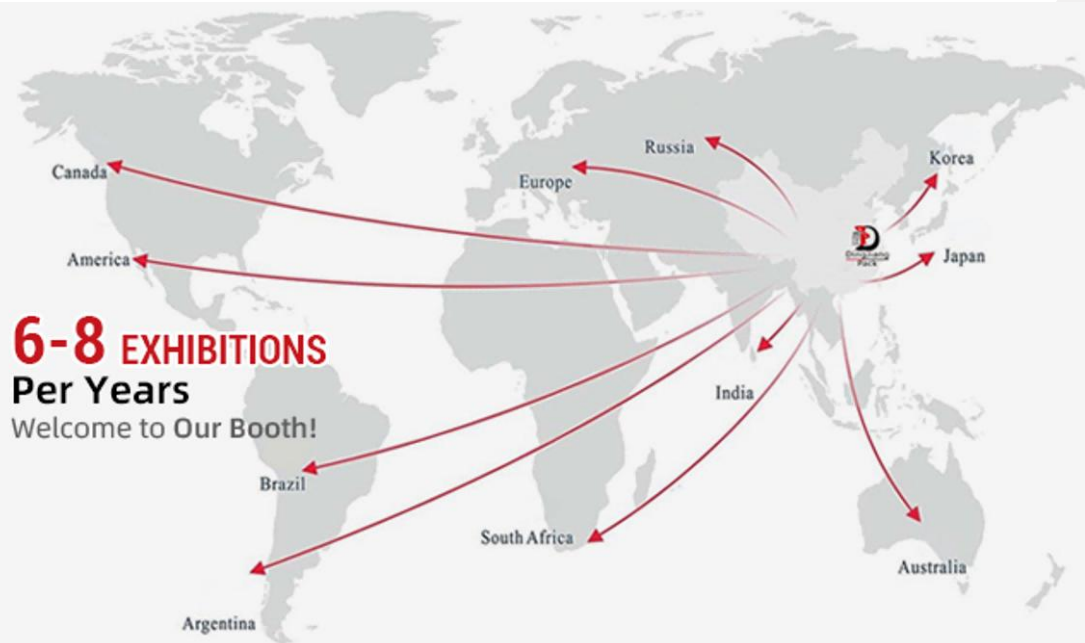 Russia
Korea
Canada
Europe
America
Japan
6-8 EXHIBITIONS
Per Years
Welcome to Our Booth!
India
Brazil
South Africa
Australia
Argentina
Pack